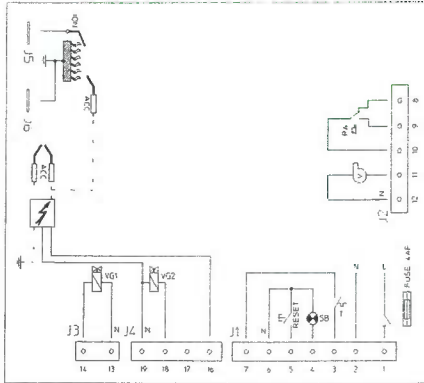 J5
ION
J6
ACC
ACC
8
PA
9
10
V
11
N
12
J2
VG1
VG2
J3
N
J4
N
14
13
19
18
17
16
J1
N
RESET
SB
T
N
L
FUSE 4AF
7
6
5
4
3
2
1